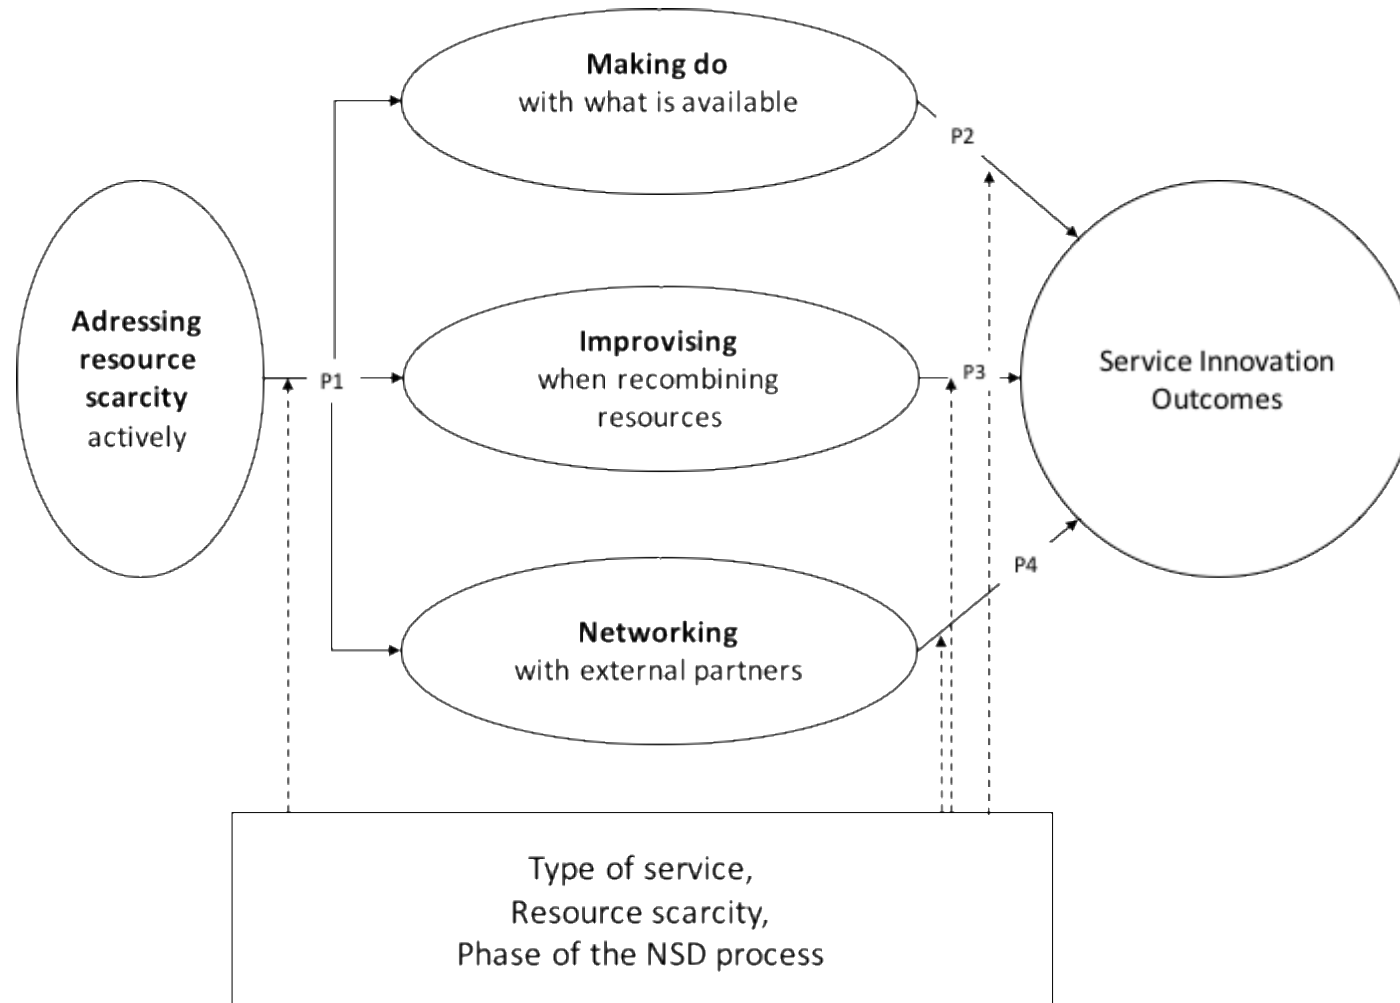 Making do
with what is available
P2
Adressing
resource
scarcity
actively
P1
Improvising
when recombining
resources
P3
Service Innovation
Outcomes
Networking
with external partners
P4
Type of service,
Resource scarcity,
Phase of the NSD process